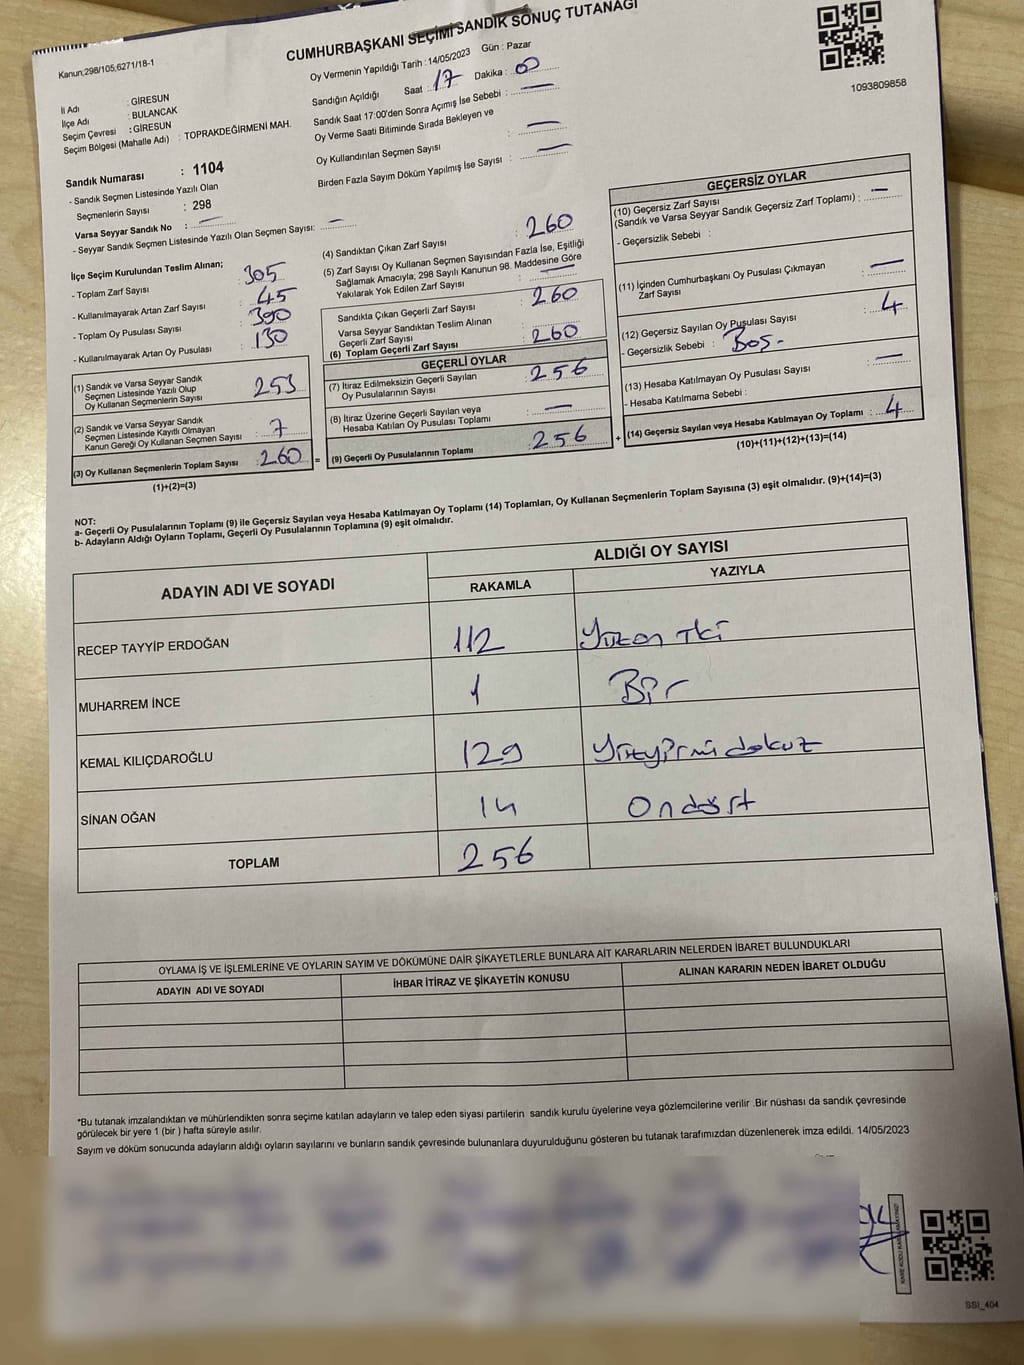 CUMHURBAŞKANI SEÇİMİ SANDIK SONUÇ TUTANAĞI
Kanun;298/105;6271/18-1
Oy Vermenin Yapıldığı Tarih : 14/05/2023 Gün : Pazar
1093809858
İl Adı : GİRESUN
İlçe Adı : BULANCAK
Seçim Çevresi : GİRESUN
Seçim Bölgesi (Mahalle Adı) : TOPRAKDEĞİRMENİ MAH.
Sandığın Açıldığı Saat : 17 Dakika : 00
Sandık Saat 17:00'den Sonra Açımış İse Sebebi : —
Oy Verme Saati Bitiminde Sırada Bekleyen ve
Oy Kullandırılan Seçmen Sayısı : —
Birden Fazla Sayım Döküm Yapılmış İse Sayısı : —
Sandık Numarası : 1104
- Sandık Seçmen Listesinde Yazılı Olan
Seçmenlerin Sayısı : 298
Varsa Seyyar Sandık No : —
- Seyyar Sandık Seçmen Listesinde Yazılı Olan Seçmen Sayısı: —
İlçe Seçim Kurulundan Teslim Alınan;
- Toplam Zarf Sayısı : 305
- Kullanılmayarak Artan Zarf Sayısı : 45
- Toplam Oy Pusulası Sayısı : 390
- Kullanılmayarak Artan Oy Pusulası : 130
(1) Sandık ve Varsa Seyyar Sandık
Seçmen Listesinde Yazılı Olup
Oy Kullanan Seçmenlerin Sayısı : 253
(2) Sandık ve Varsa Seyyar Sandık
Seçmen Listesinde Kayıtlı Olmayan
Kanun Gereği Oy Kullanan Seçmen Sayısı : 7
(3) Oy Kullanan Seçmenlerin Toplam Sayısı : 260 =
(1)+(2)=(3)
(4) Sandıktan Çıkan Zarf Sayısı : 260
(5) Zarf Sayısı Oy Kullanan Seçmen Sayısından Fazla İse, Eşitliği
Sağlamak Amacıyla, 298 Sayılı Kanunun 98. Maddesine Göre
Yakılarak Yok Edilen Zarf Sayısı : —
Sandıkta Çıkan Geçerli Zarf Sayısı : 260
Varsa Seyyar Sandıktan Teslim Alınan
Geçerli Zarf Sayısı
(6) Toplam Geçerli Zarf Sayısı : 260
GEÇERLİ OYLAR
(7) İtiraz Edilmeksizin Geçerli Sayılan
Oy Pusulalarının Sayısı : 256
(8) İtiraz Üzerine Geçerli Sayılan veya
Hesaba Katılan Oy Pusulası Toplamı : —
(9) Geçerli Oy Pusulalarının Toplamı : 256 +
GEÇERSİZ OYLAR
(10) Geçersiz Zarf Sayısı
(Sandık ve Varsa Seyyar Sandık Geçersiz Zarf Toplamı) : —
- Geçersizlik Sebebi :
(11) İçinden Cumhurbaşkanı Oy Pusulası Çıkmayan
Zarf Sayısı : —
(12) Geçersiz Sayılan Oy Pusulası Sayısı : 4
- Geçersizlik Sebebi : Boş-
(13) Hesaba Katılmayan Oy Pusulası Sayısı : —
- Hesaba Katılmama Sebebi :
(14) Geçersiz Sayılan veya Hesaba Katılmayan Oy Toplamı : 4
(10)+(11)+(12)+(13)=(14)
NOT:
a- Geçerli Oy Pusulalarının Toplamı (9) ile Geçersiz Sayılan veya Hesaba Katılmayan Oy Toplamı (14) Toplamları, Oy Kullanan Seçmenlerin Toplam Sayısına (3) eşit olmalıdır. (9)+(14)=(3)
b- Adayların Aldığı Oyların Toplamı, Geçerli Oy Pusulalarının Toplamına (9) eşit olmalıdır.
ADAYIN ADI VE SOYADI ALDIĞI OY SAYISI
RAKAMLA YAZIYLA
RECEP TAYYİP ERDOĞAN 112 Yüzon iki
MUHARREM İNCE 1 Bir
KEMAL KILIÇDAROĞLU 129 Yüzyirmi dokuz
SİNAN OĞAN 14 Ondört
TOPLAM 256
OYLAMA İŞ VE İŞLEMLERİNE VE OYLARIN SAYIM VE DÖKÜMÜNE DAİR ŞİKAYETLERLE BUNLARA AİT KARARLARIN NELERDEN İBARET BULUNDUKLARI
ADAYIN ADI VE SOYADI İHBAR İTİRAZ VE ŞİKAYETİN KONUSU ALINAN KARARIN NEDEN İBARET OLDUĞU
*Bu tutanak imzalandıktan ve mühürlendikten sonra seçime katılan adayların ve talep eden siyasi partilerin sandık kurulu üyelerine veya gözlemcilerine verilir .Bir nüshası da sandık çevresinde
görülecek bir yere 1 (bir ) hafta süreyle asılır.
Sayım ve döküm sonucunda adayların aldığı oyların sayılarını ve bunların sandık çevresinde bulunanlara duyurulduğunu gösteren bu tutanak tarafımızdan düzenlenerek imza edildi. 14/05/2023
SSI_404